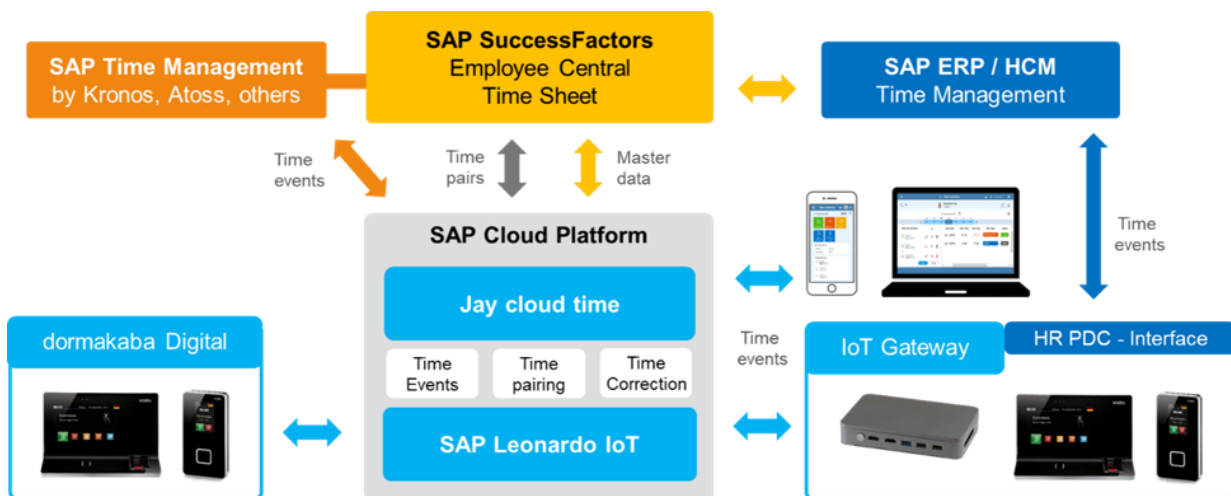 SAP Time Management
by Kronos, Atoss, others
SAP SuccessFactors
Employee Central
Time Sheet
SAP ERP / HCM
Time Management
Time
events
Time
pairs
Master
data
SAP Cloud Platform
Jay cloud time
Time
Events
Time
pairing
Time
Correction
SAP Leonardo IoT
dormakaba Digital
Time
events
Time
events
IoT Gateway
HR PDC - Interface